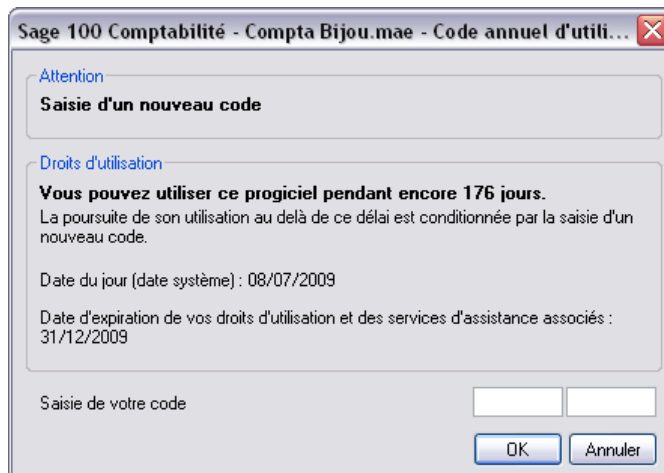 Sage 100 Comptabilité - Compta Bijou.mae - Code annuel d'utili...
Attention
Saisie d'un nouveau code
Droits d'utilisation
Vous pouvez utiliser ce progiciel pendant encore 176 jours.
La poursuite de son utilisation au delà de ce délai est conditionnée par la saisie d'un
nouveau code.
Date du jour (date système) : 08/07/2009
Date d'expiration de vos droits d'utilisation et des services d'assistance associés :
31/12/2009
Saisie de votre code
OK Annuler